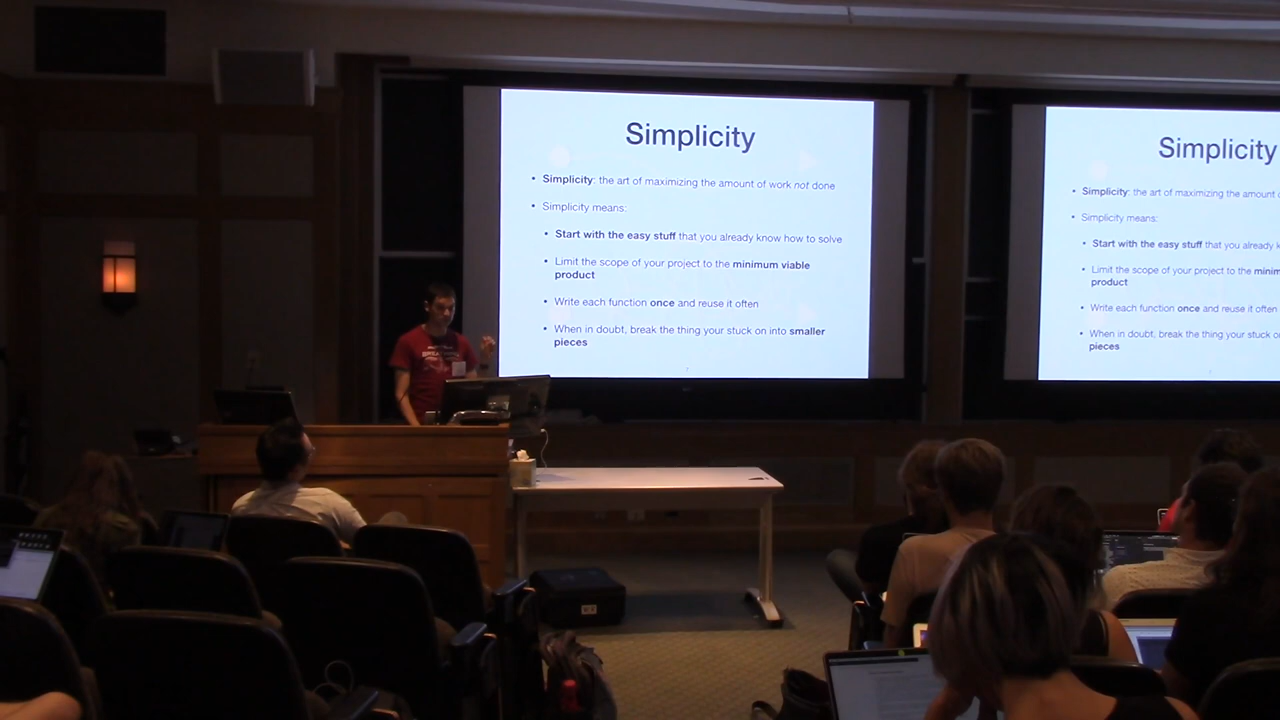 Simplicity
• Simplicity: the art of maximizing the amount of work not done
• Simplicity means:
• Start with the easy stuff that you already know how to solve
• Limit the scope of your project to the minimum viable
product
• Write each function once and reuse it often
• When in doubt, break the thing your stuck on into smaller
pieces
Simplicity
• Simplicity: the art of maximizing the amount
• Simplicity means:
• Start with the easy stuff that you already
• Limit the scope of your project to the
product
• Write each function once and reuse it often
• When in doubt, break the thing your stuck
pieces